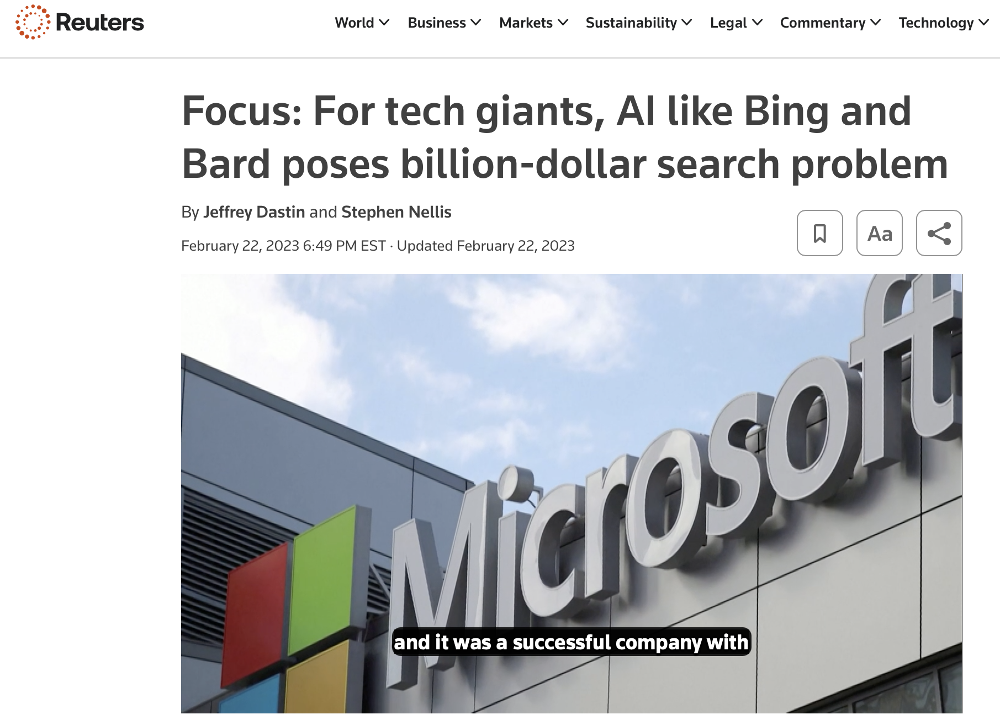 Reuters
World Business Markets Sustainability Legal Commentary Technology
Focus: For tech giants, AI like Bing and
Bard poses billion-dollar search problem
By Jeffrey Dastin and Stephen Nellis
Aa
February 22, 2023 6:49 PM EST · Updated February 22, 2023
Microsoft
and it was a successful company with